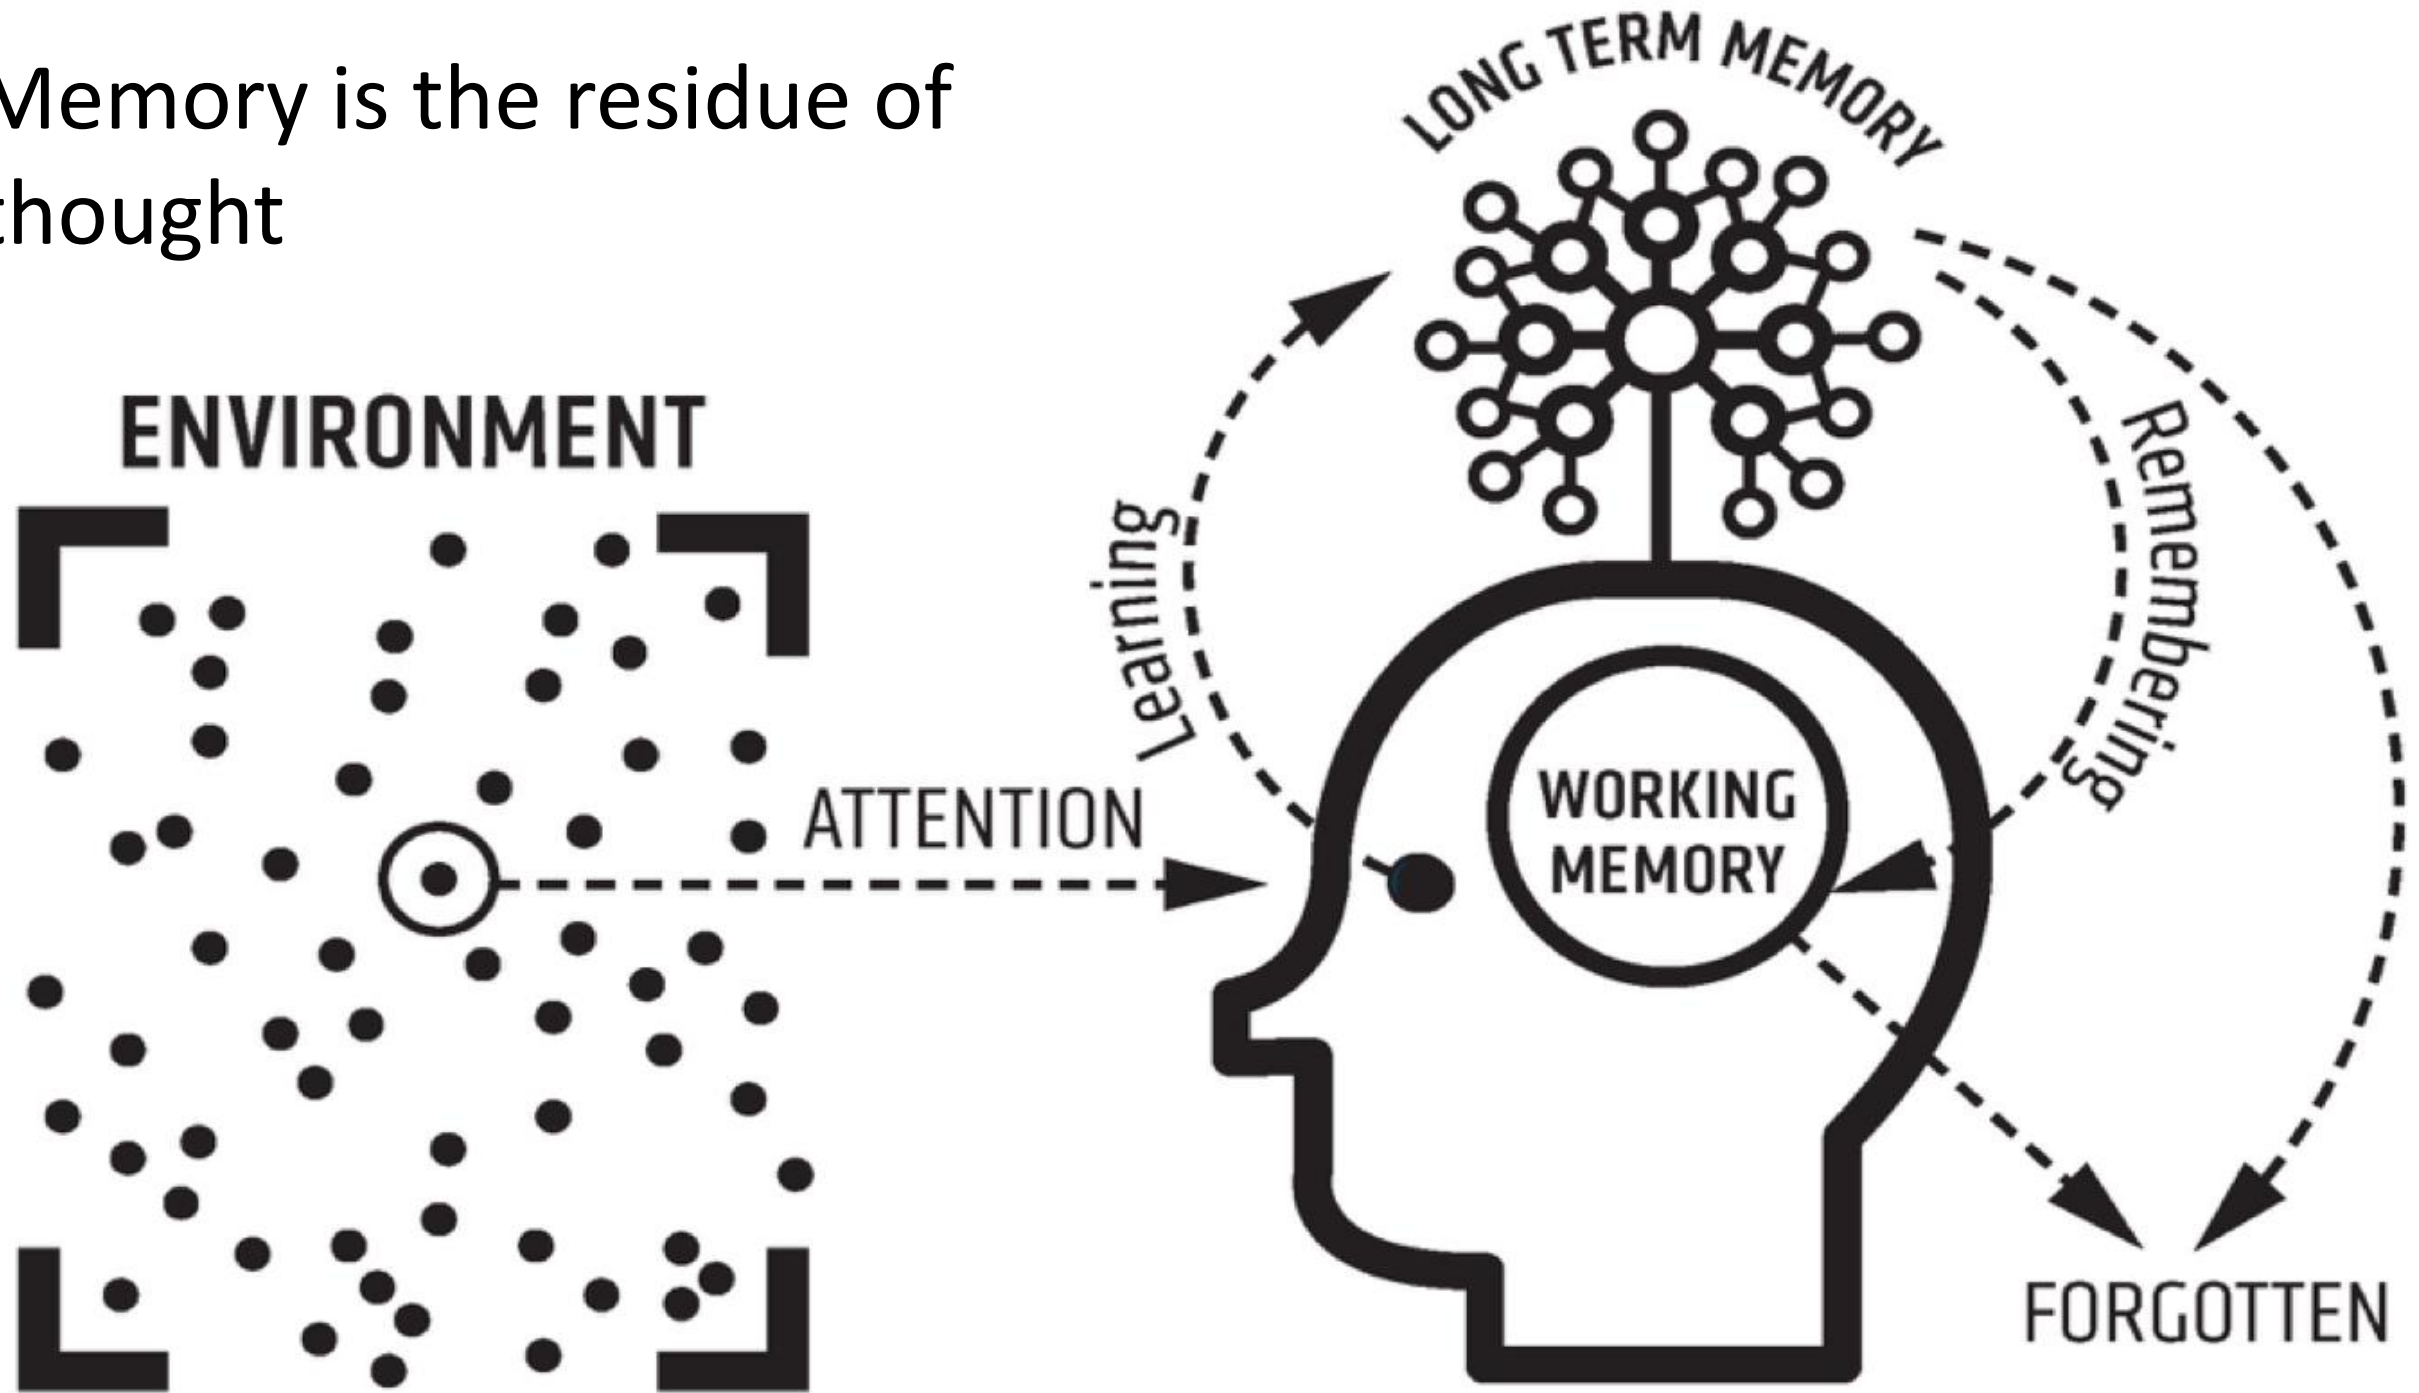 Memory is the residue of
thought
LONG TERM MEMORY
ENVIRONMENT
Learning
Remembering
ATTENTION
WORKING
MEMORY
FORGOTTEN